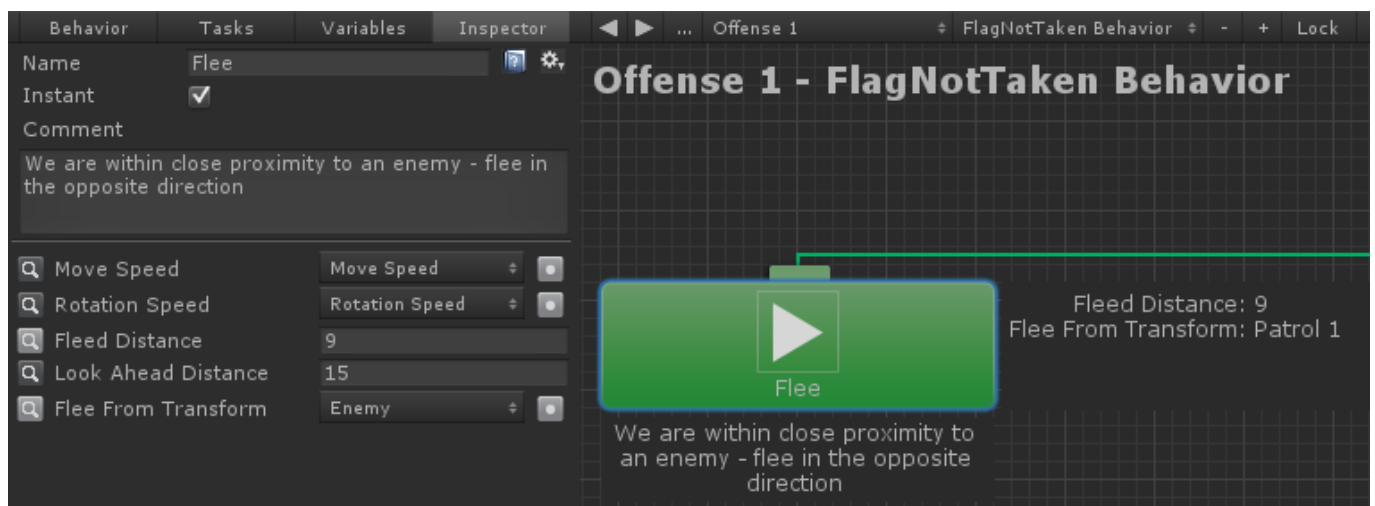 Behavior Tasks Variables Inspector ... Offense 1 FlagNotTaken Behavior - + Lock
Name Flee
Instant
Comment
We are within close proximity to an enemy - flee in
the opposite direction
Move Speed Move Speed
Rotation Speed Rotation Speed
Fleed Distance 9
Look Ahead Distance 15
Flee From Transform Enemy
Offense 1 - FlagNotTaken Behavior
Flee
Fleed Distance: 9
Flee From Transform: Patrol 1
We are within close proximity to
an enemy - flee in the opposite
direction